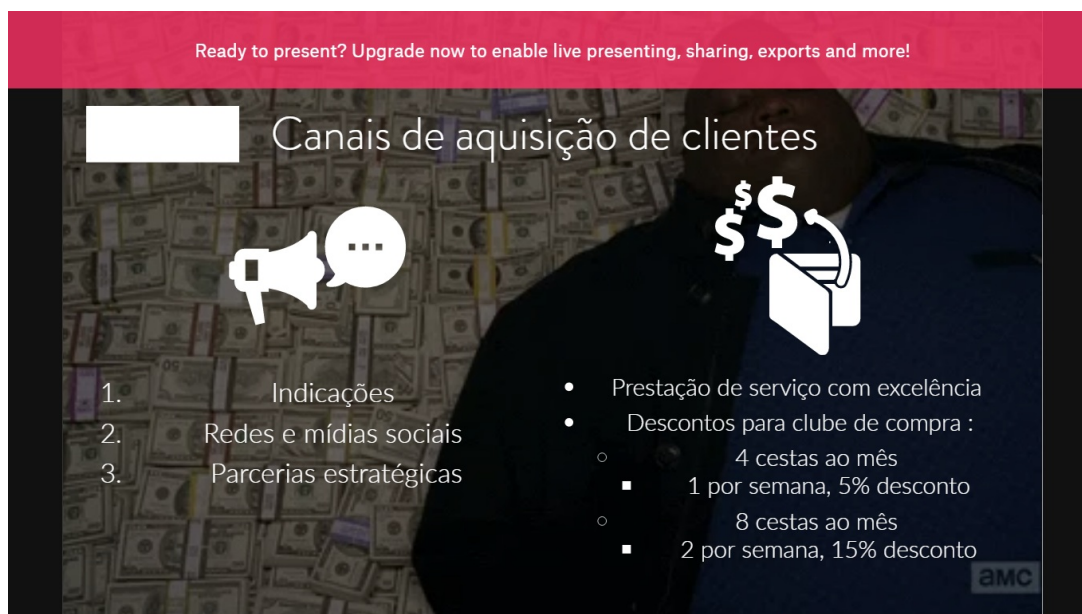 Ready to present? Upgrade now to enable live presenting, sharing, exports and more!
Canais de aquisição de clientes
1. Indicações
2. Redes e mídias sociais
3. Parcerias estratégicas
• Prestação de serviço com excelência
• Descontos para clube de compra :
○ 4 cestas ao mês
▪ 1 por semana, 5% desconto
○ 8 cestas ao mês
▪ 2 por semana, 15% desconto
amc